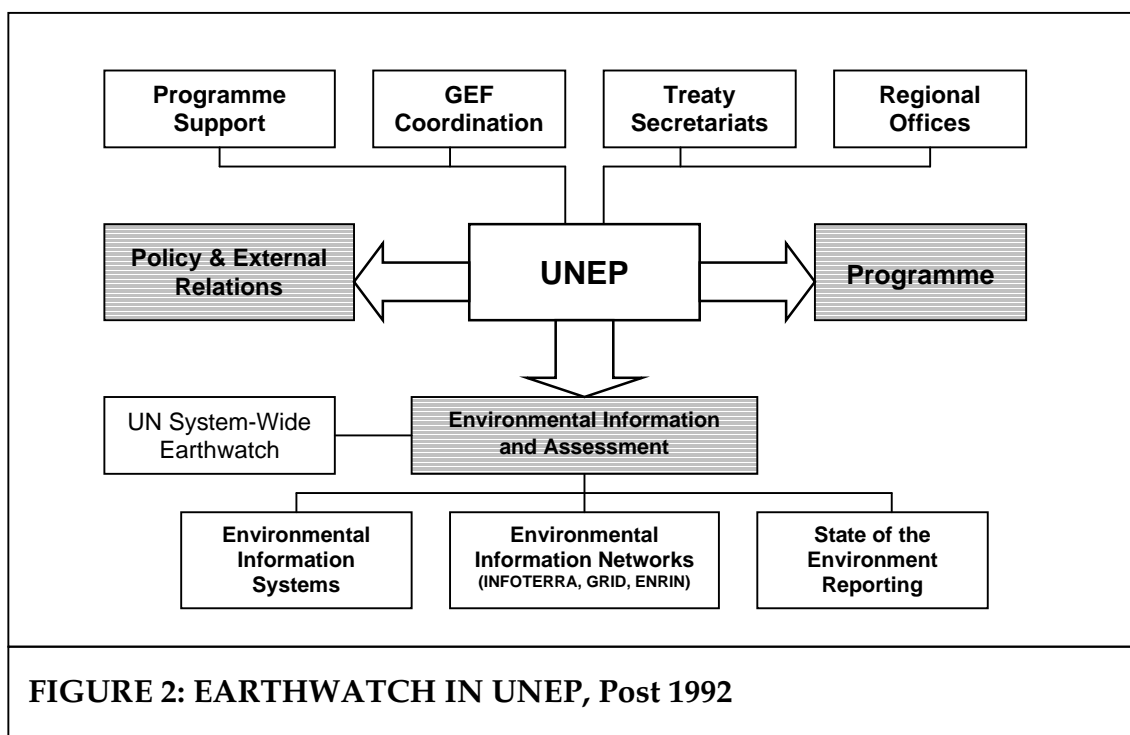 Programme
Support
GEF
Coordination
Treaty
Secretariats
Regional
Offices
Policy & External
Relations
UNEP
Programme
UN System-Wide
Earthwatch
Environmental Information
and Assessment
Environmental
Information
Systems
Environmental
Information Networks
(INFOTERRA, GRID, ENRIN)
State of the
Environment
Reporting
FIGURE 2: EARTHWATCH IN UNEP, Post 1992